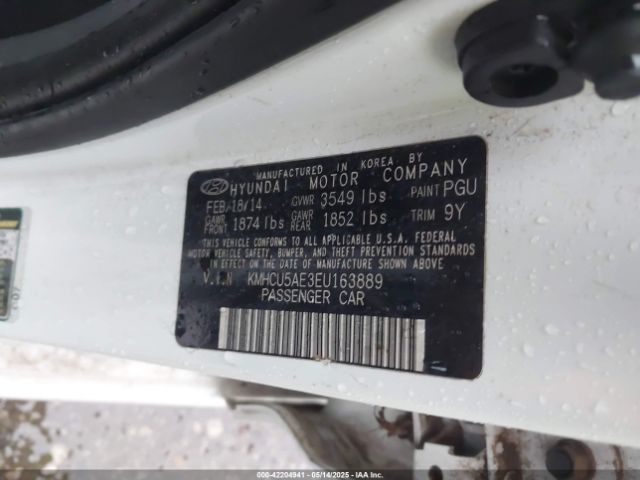 MANUFACTURED IN KOREA BY
HYUNDAI MOTOR COMPANY
FEB/18/14 GVWR 3549 lbs PAINT PGU
GAWR FRONT 1874 lbs GAWR REAR 1852 lbs TRIM 9Y
THIS VEHICLE CONFORMS TO ALL APPLICABLE U.S.A. FEDERAL
MOTOR VEHICLE SAFETY, BUMPER, AND THEFT PREVENTION STANDARDS
IN EFFECT ON THE DATE OF MANUFACTURE SHOWN ABOVE.
V.I.N KMHCU5AE3EU163889
PASSENGER CAR
000-42204941 - 05/14/2025 - IAA Inc.